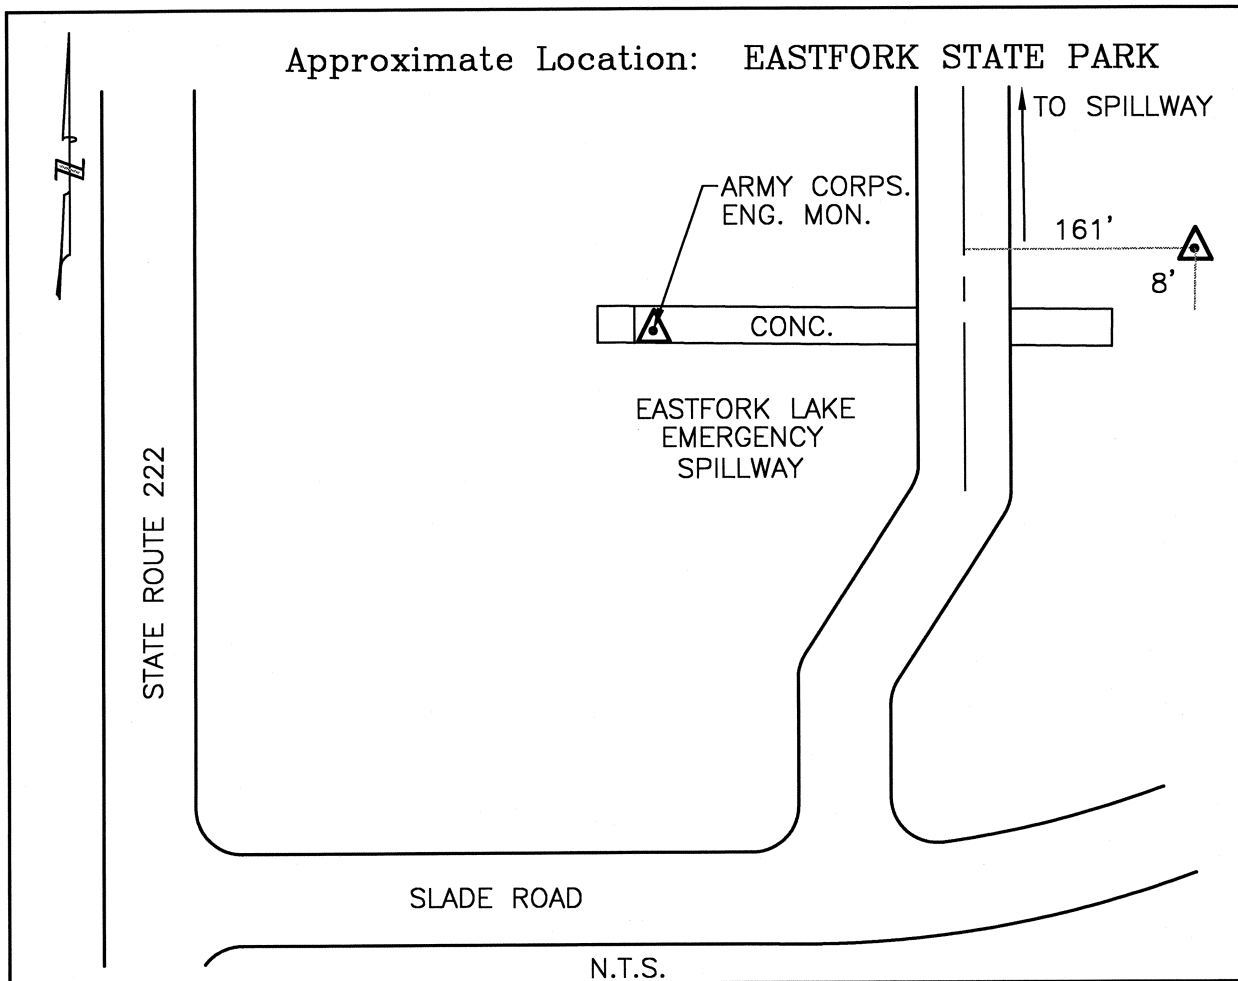 Approximate Location: EASTFORK STATE PARK
TO SPILLWAY
ARMY CORPS.
ENG. MON.
161'
8'
CONC.
EASTFORK LAKE
EMERGENCY
SPILLWAY
STATE ROUTE 222
SLADE ROAD
N.T.S.
N